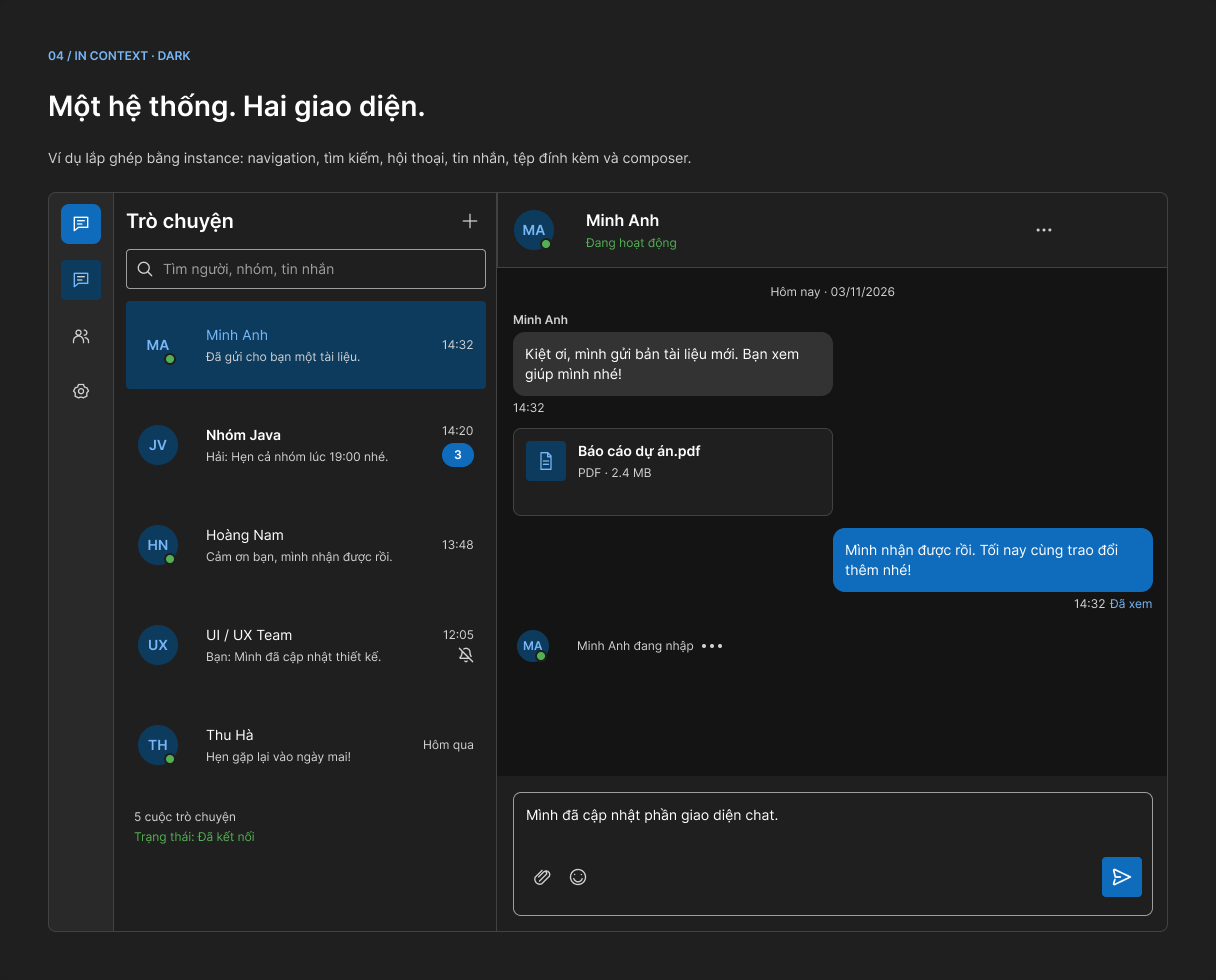 04 / IN CONTEXT · DARK
Một hệ thống. Hai giao diện.
Ví dụ lắp ghép bằng instance: navigation, tìm kiếm, hội thoại, tin nhắn, tệp đính kèm và composer.
Trò chuyện
Tìm người, nhóm, tin nhắn
MA
Minh Anh
Đã gửi cho bạn một tài liệu.
14:32
JV
Nhóm Java
Hải: Hẹn cả nhóm lúc 19:00 nhé.
14:20
3
HN
Hoàng Nam
Cảm ơn bạn, mình nhận được rồi.
13:48
UX
UI / UX Team
Bạn: Mình đã cập nhật thiết kế.
12:05
TH
Thu Hà
Hẹn gặp lại vào ngày mai!
Hôm qua
5 cuộc trò chuyện
Trạng thái: Đã kết nối
MA
Minh Anh
Đang hoạt động
Hôm nay · 03/11/2026
Minh Anh
Kiệt ơi, mình gửi bản tài liệu mới. Bạn xem
giúp mình nhé!
14:32
Báo cáo dự án.pdf
PDF · 2.4 MB
Mình nhận được rồi. Tối nay cùng trao đổi
thêm nhé!
14:32 Đã xem
MA
Minh Anh đang nhập
Mình đã cập nhật phần giao diện chat.